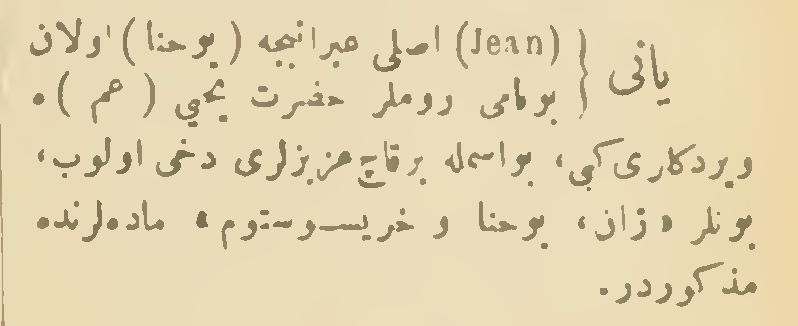 یانی } (Jean) اصلی عبرانیجه (یوحنا) اولان
بونامی روملر حضرت یحیی (عم) ه
ویردکاری کبی، بو اسمله برقاچ عزیزلری دخی اولوب،
بونلر «ژان، یوحنا و خریسوستوم» ماده‌لرنده
مذکوردر.